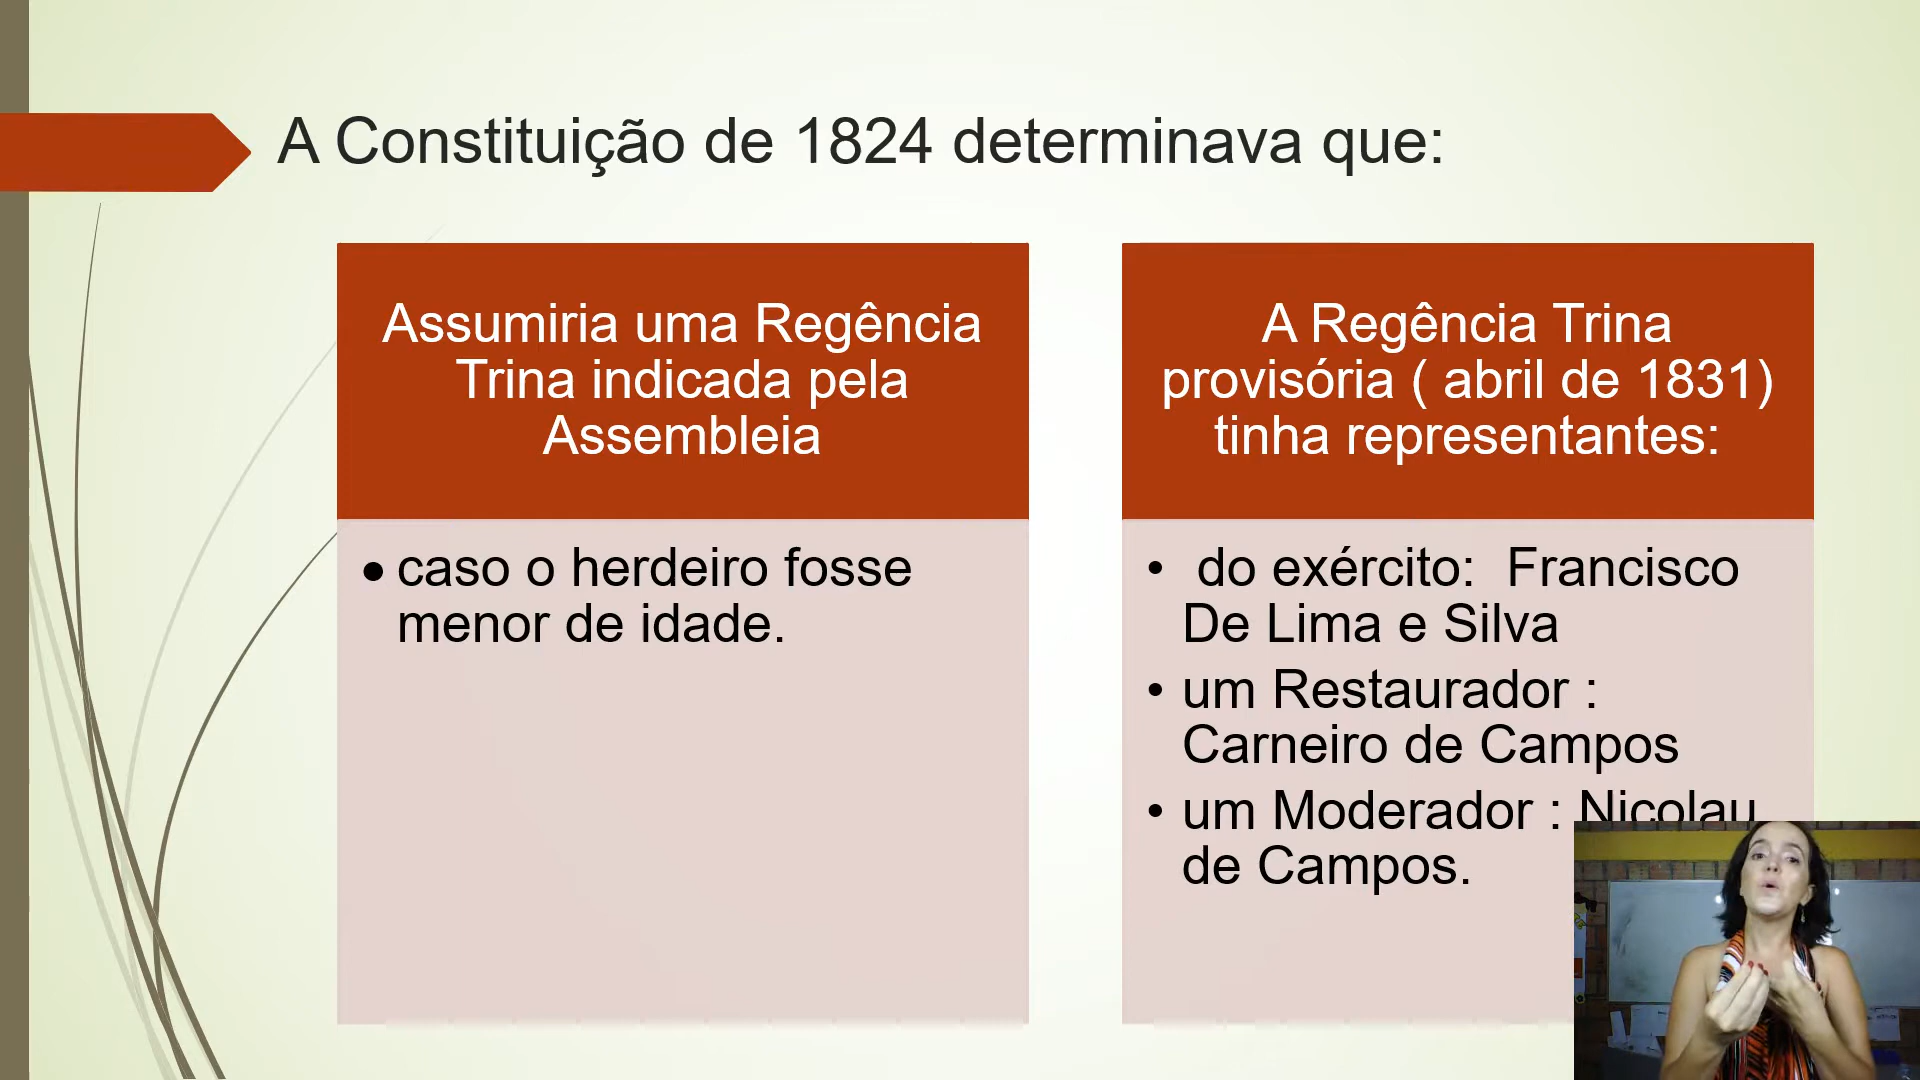 A Constituição de 1824 determinava que:
Assumiria uma Regência
Trina indicada pela
Assembleia
• caso o herdeiro fosse
menor de idade.
A Regência Trina
provisória ( abril de 1831)
tinha representantes:
• do exército: Francisco
De Lima e Silva
• um Restaurador :
Carneiro de Campos
• um Moderador : Nicolau
de Campos.